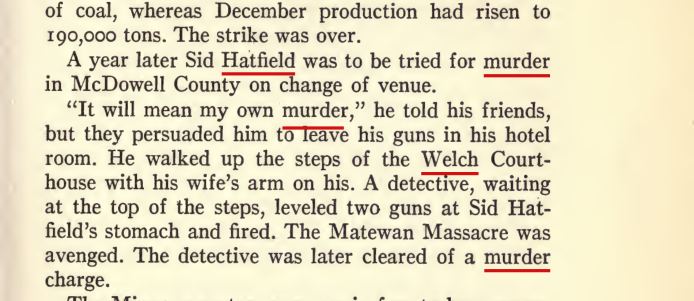 of coal, whereas December production had risen to
190,000 tons. The strike was over.
A year later Sid Hatfield was to be tried for murder
in McDowell County on change of venue.
“It will mean my own murder,” he told his friends,
but they persuaded him to leave his guns in his hotel
room. He walked up the steps of the Welch Court-
house with his wife’s arm on his. A detective, waiting
at the top of the steps, leveled two guns at Sid Hat-
field’s stomach and fired. The Matewan Massacre was
avenged. The detective was later cleared of a murder
charge.